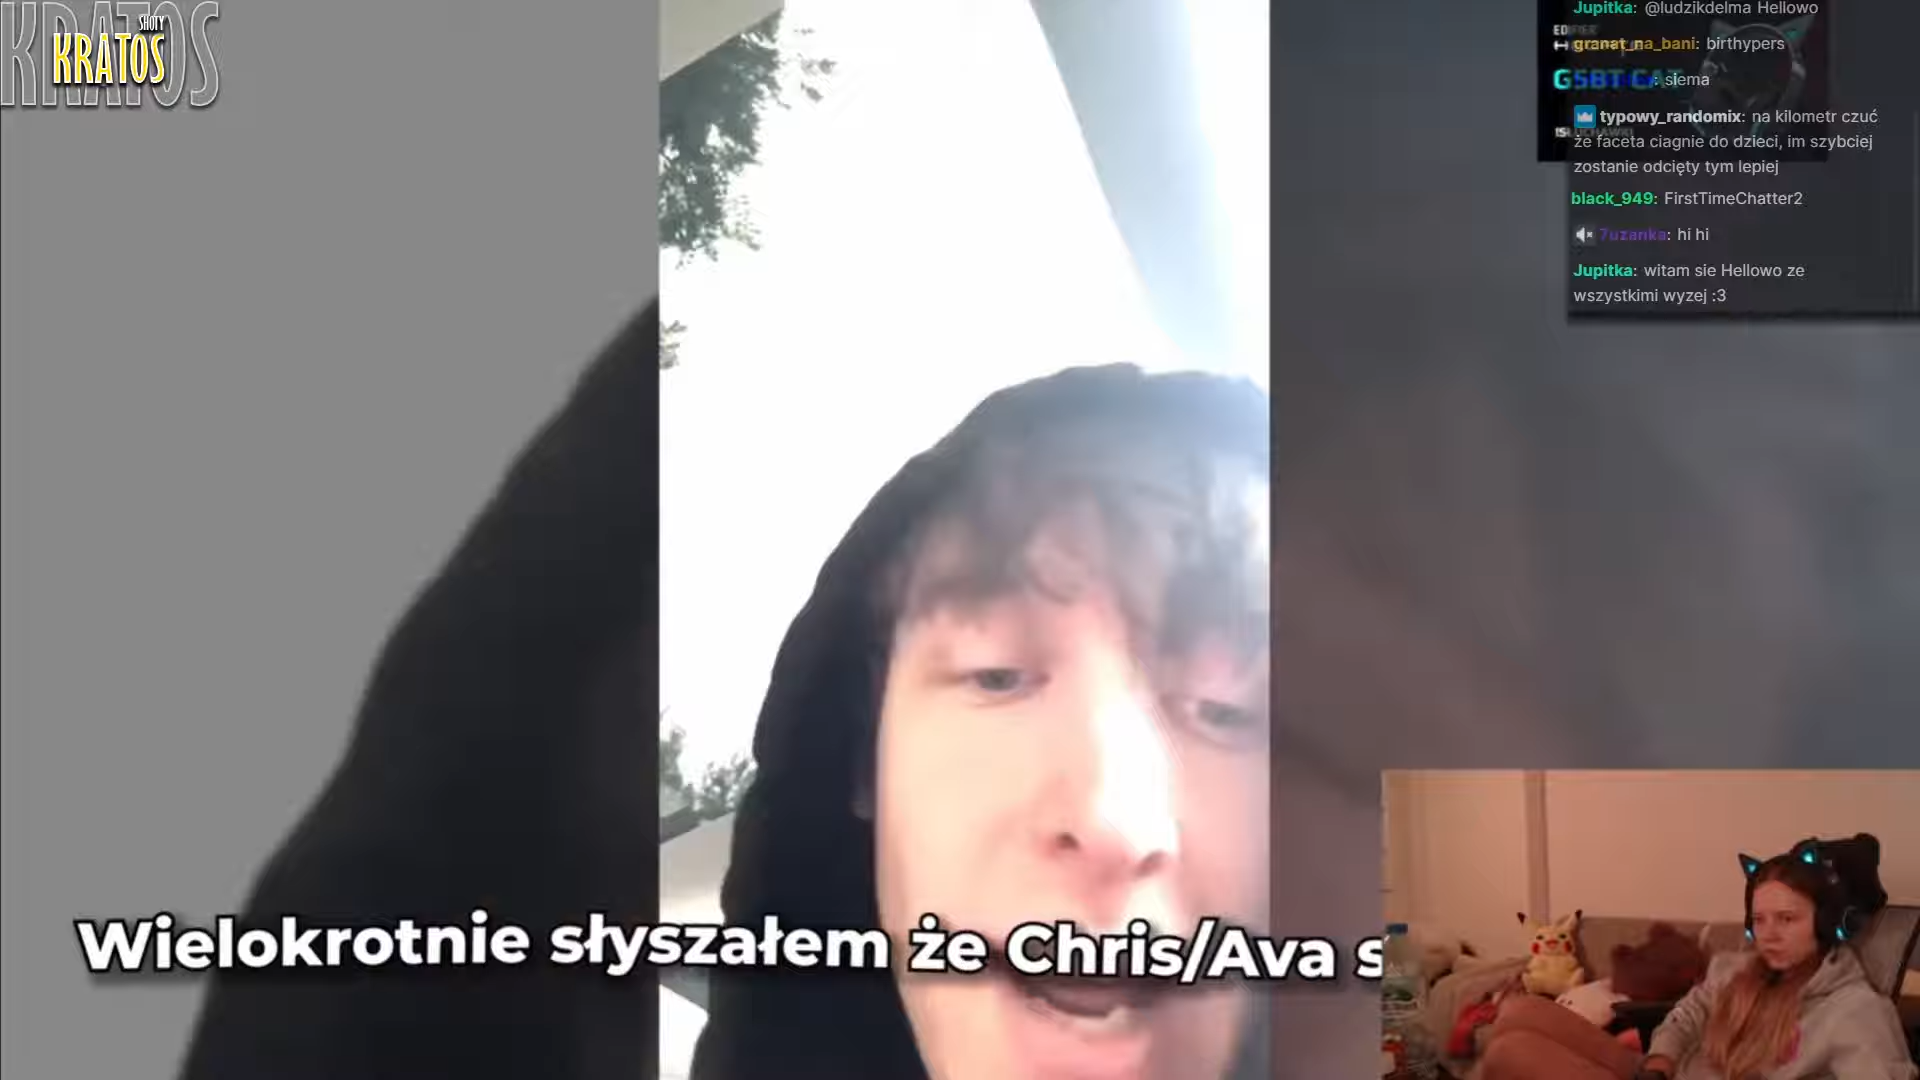 KRATOS
SHOTY
KRATOS
Jupitka: @ludzikdelma Hellowo
granat_na_bani: birthypers
: siema
typowy_randomix: na kilometr czuć
że faceta ciagnie do dzieci, im szybciej
zostanie odcięty tym lepiej
black_949: FirstTimeChatter2
7uzanka: hi hi
Jupitka: witam sie Hellowo ze
wszystkimi wyzej :3
Wielokrotnie słyszałem że Chris/Ava s